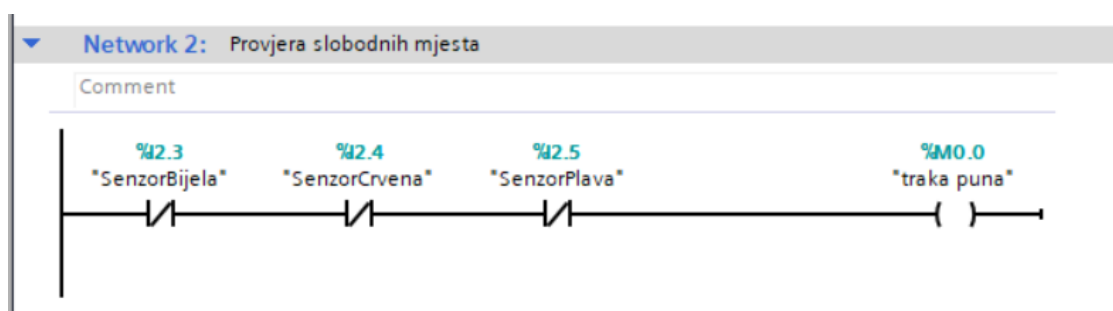 Network 2: Provjera slobodnih mjesta
Comment
%I2.3 %I2.4 %I2.5 %M0.0
"SenzorBijela" "SenzorCrvena" "SenzorPlava" "traka puna"